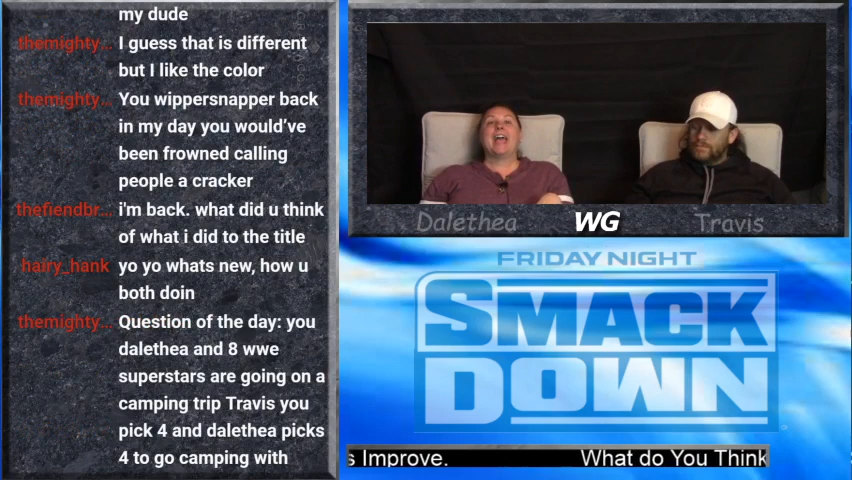 my dude
themighty... I guess that is different
but I like the color
themighty... You wippersnapper back
in my day you would've
been frowned calling
people a cracker
thefiendbr... i'm back. what did u think
of what i did to the title
hairy_hank yo yo whats new, how u
both doin
themighty... Question of the day: you
dalethea and 8 wwe
superstars are going on a
camping trip Travis you
pick 4 and dalethea picks
4 to go camping with
Dalethea WG Travis
FRIDAY NIGHT
SMACK
DOWN
s Improve. What do You Think